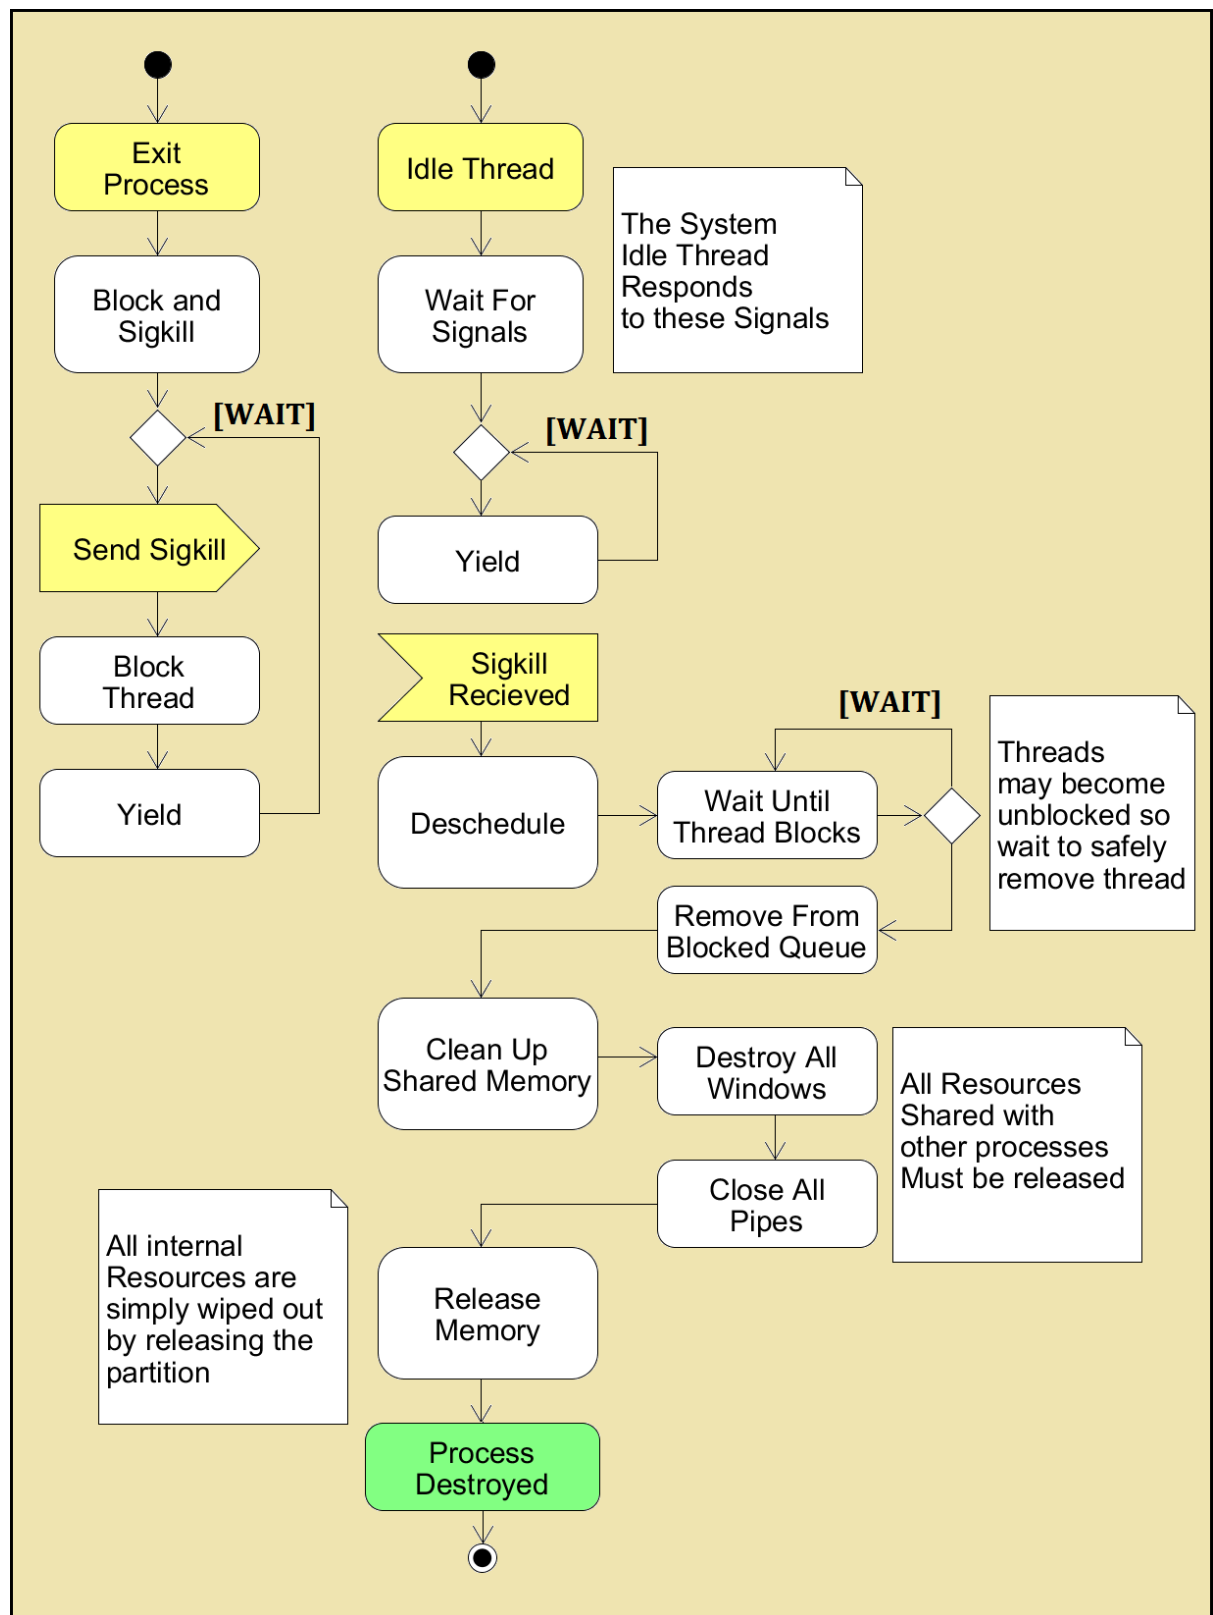 Exit
Process
Block and
Sigkill
[WAIT]
Send Sigkill
Block
Thread
Yield
Idle Thread
Wait For
Signals
The System
Idle Thread
Responds
to these Signals
[WAIT]
Yield
Sigkill
Recieved
Deschedule
[WAIT]
Wait Until
Thread Blocks
Threads
may become
unblocked so
wait to safely
remove thread
Remove From
Blocked Queue
Clean Up
Shared Memory
Destroy All
Windows
All Resources
Shared with
other processes
Must be released
Close All
Pipes
All internal
Resources are
simply wiped out
by releasing the
partition
Release
Memory
Process
Destroyed